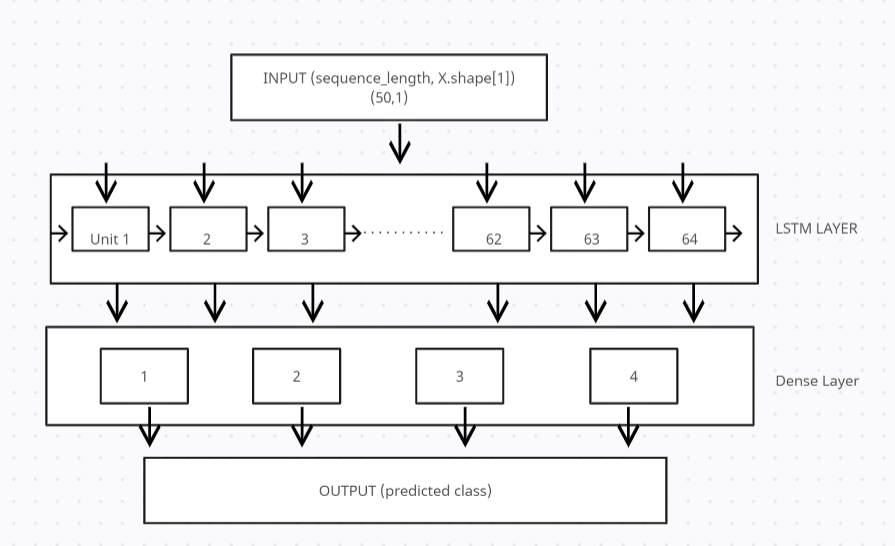 INPUT (sequence_length, X.shape[1])
(50,1)
Unit 1
2
3
62
63
64
LSTM LAYER
1
2
3
4
Dense Layer
OUTPUT (predicted class)